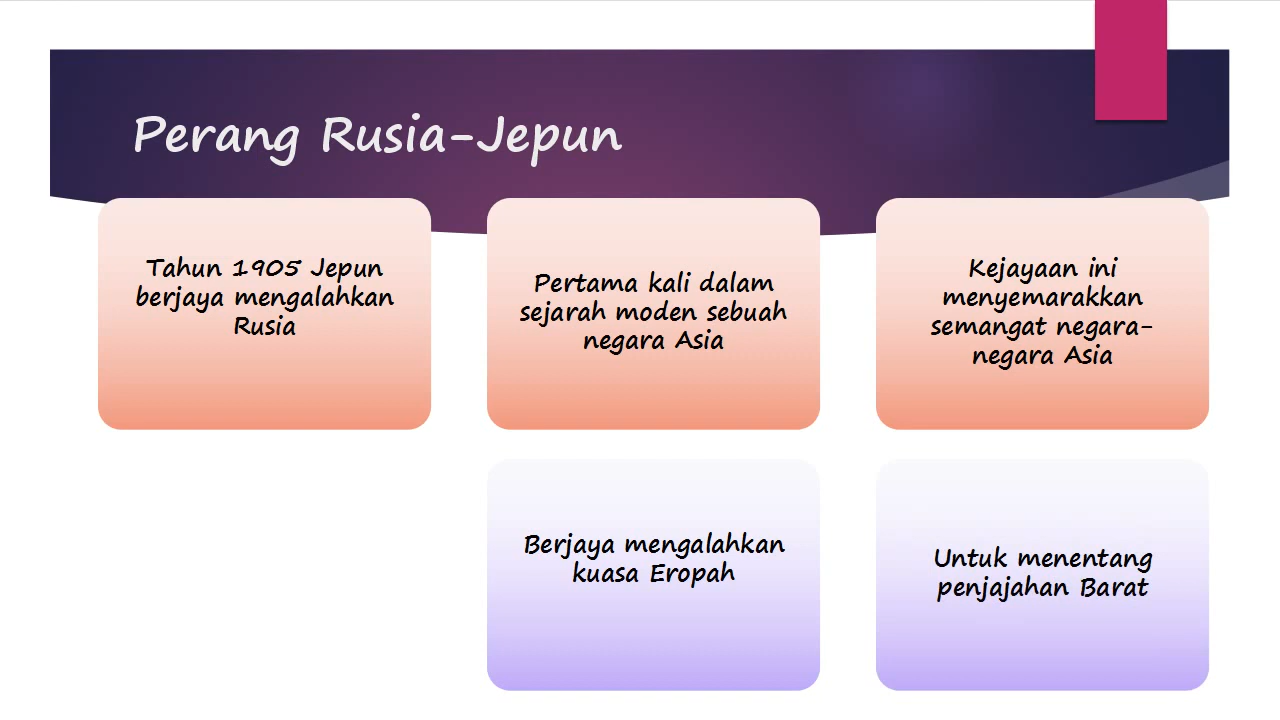 Perang Rusia-Jepun
Tahun 1905 Jepun
berjaya mengalahkan
Rusia
Pertama kali dalam
sejarah moden sebuah
negara Asia
Kejayaan ini
menyemarakkan
semangat negara-
negara Asia
Berjaya mengalahkan
kuasa Eropah
Untuk menentang
penjajahan Barat